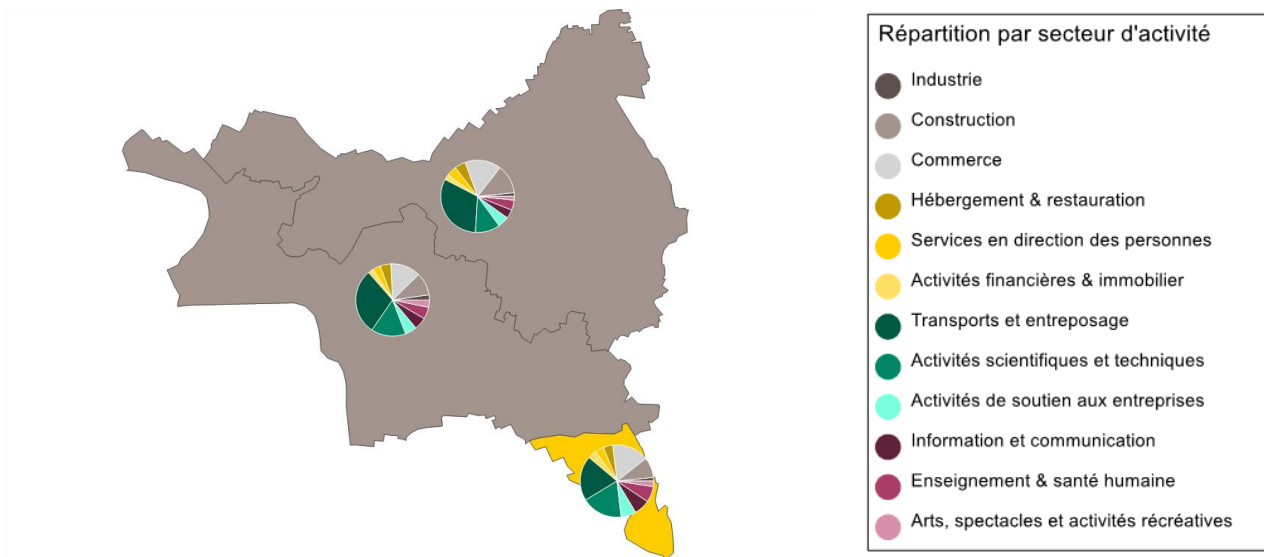 Répartition par secteur d'activité
Industrie
Construction
Commerce
Hébergement & restauration
Services en direction des personnes
Activités financières & immobilier
Transports et entreposage
Activités scientifiques et techniques
Activités de soutien aux entreprises
Information et communication
Enseignement & santé humaine
Arts, spectacles et activités récréatives